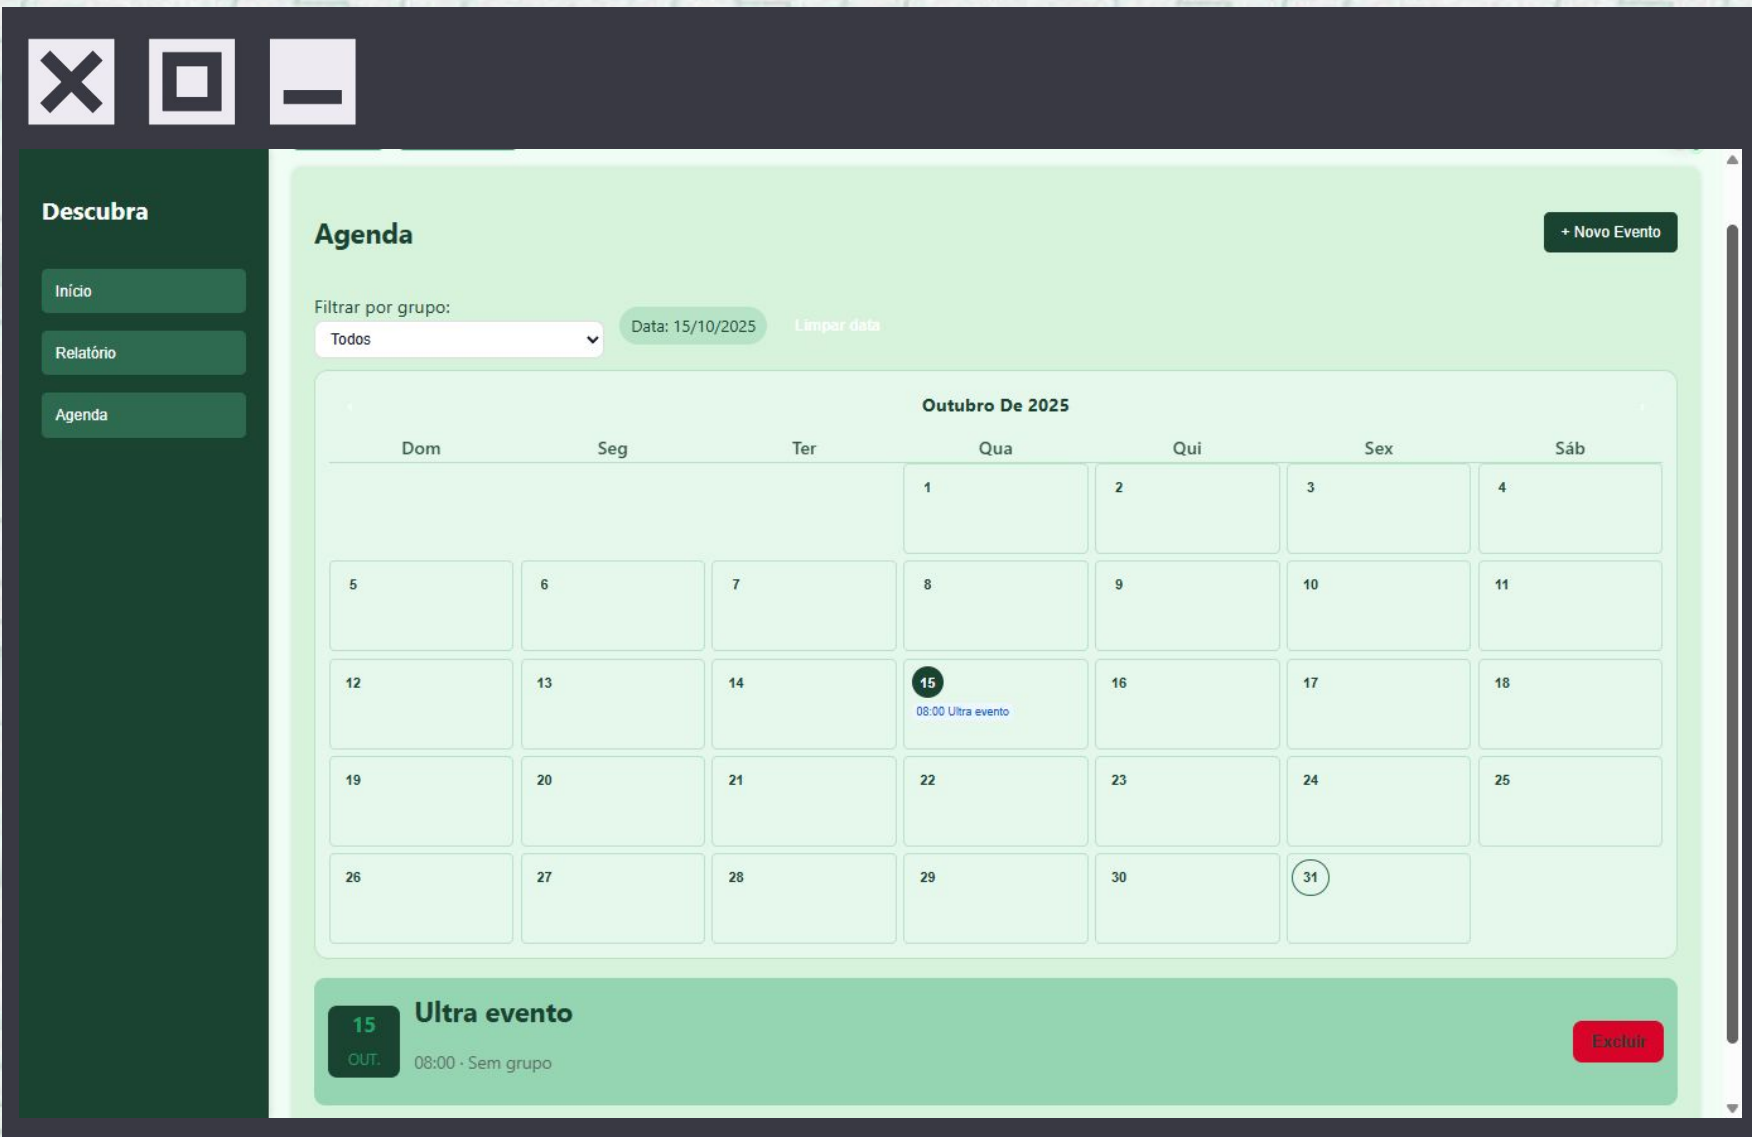 Descubra
Início
Relatório
Agenda
Agenda
+ Novo Evento
Filtrar por grupo:
Todos
Data: 15/10/2025
Limpar data
Outubro De 2025
Dom Seg Ter Qua Qui Sex Sáb
1 2 3 4
5 6 7 8 9 10 11
12 13 14 15 16 17 18
08:00 Ultra evento
19 20 21 22 23 24 25
26 27 28 29 30 31
15
OUT.
Ultra evento
08:00 · Sem grupo
Excluir